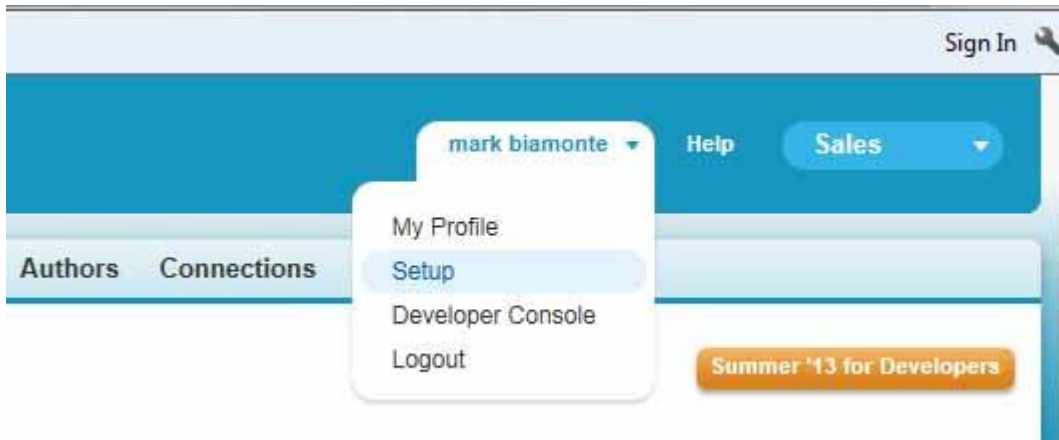 Sign In
mark biamonte
Help
Sales
My Profile
Authors
Connections
Setup
Developer Console
Logout
Summer '13 for Developers